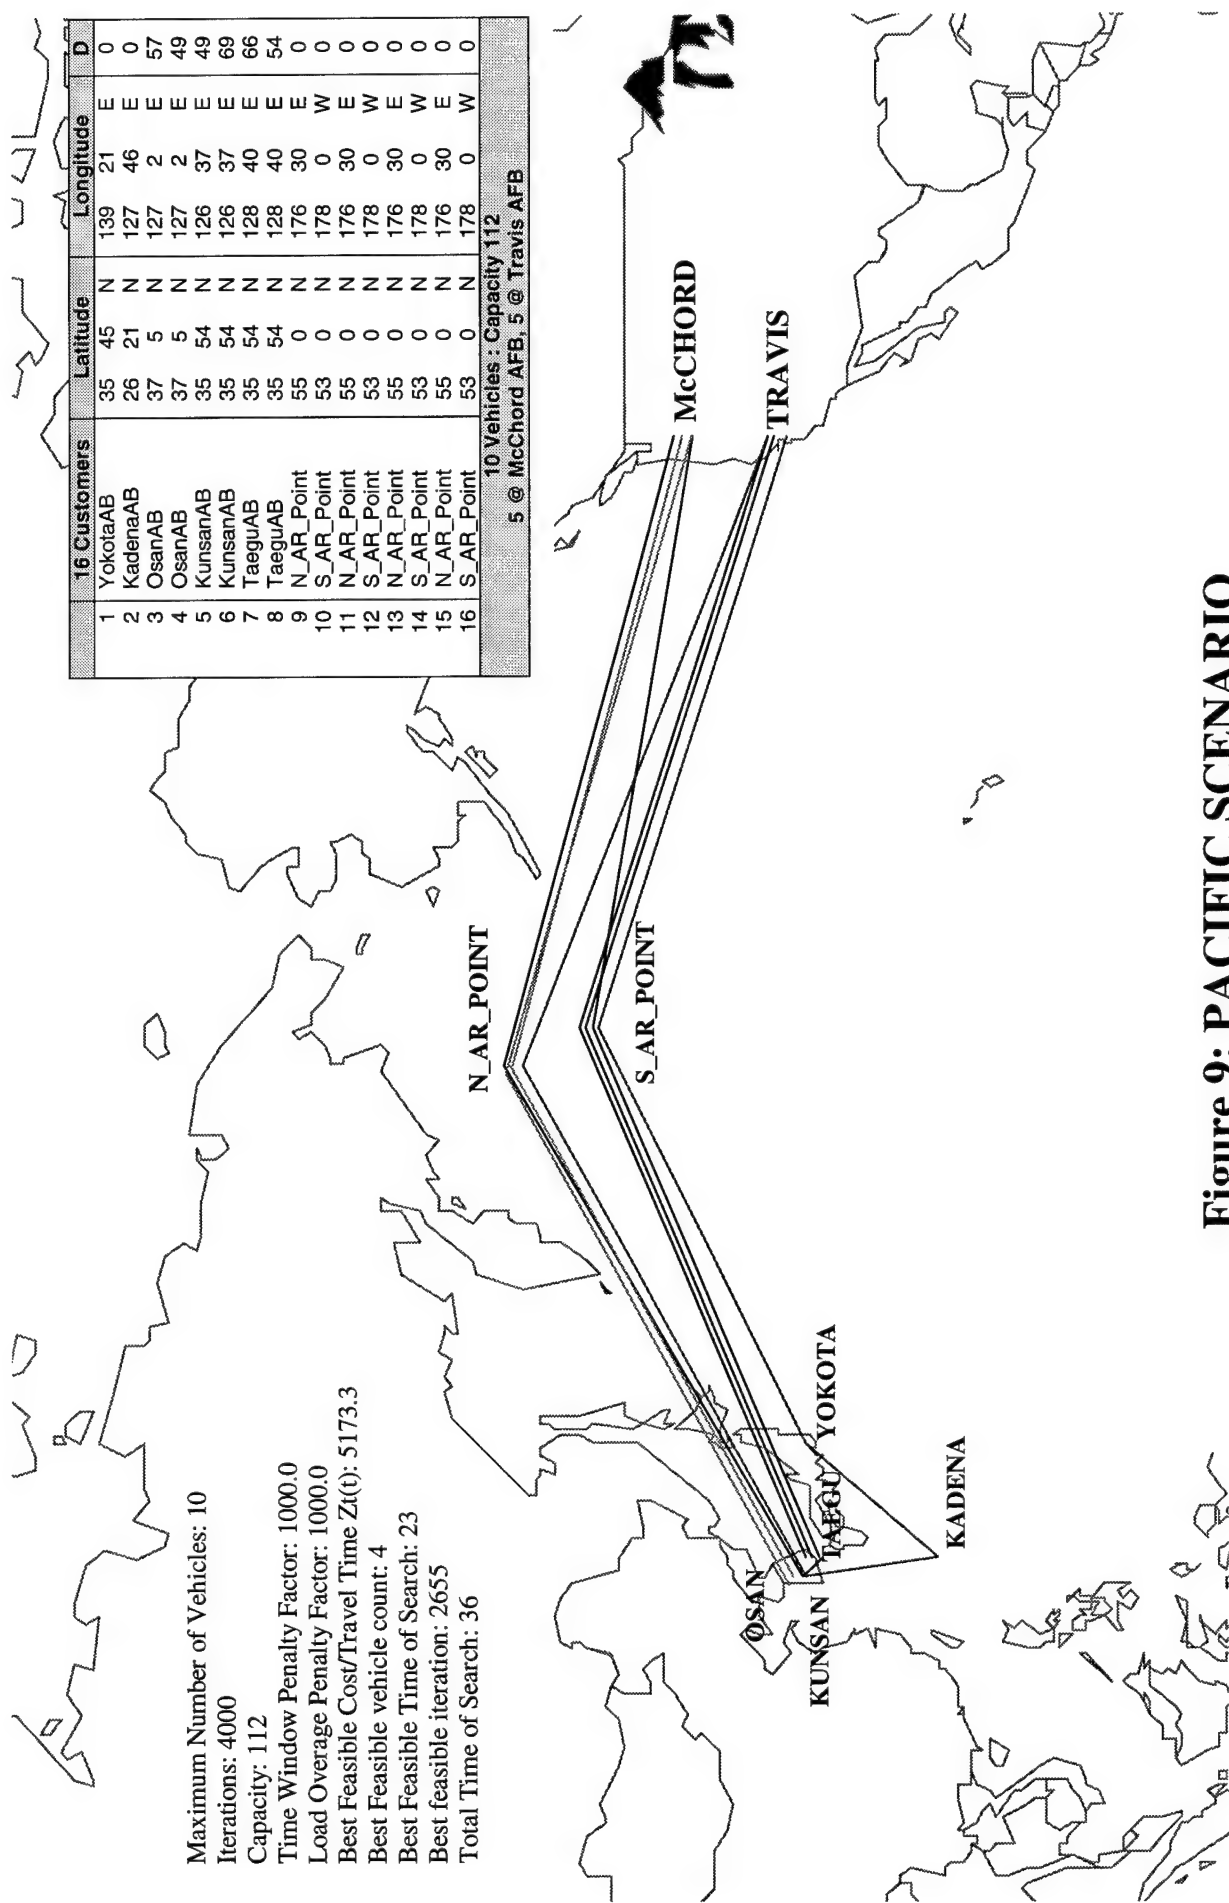 16 Customers Latitude Longitude D
1 YokotaAB 35 45 N 139 21 E 0
2 KadenaAB 26 21 N 127 46 E 0
3 OsanAB 37 5 N 127 2 E 57
4 OsanAB 37 5 N 127 2 E 49
5 KunsanAB 35 54 N 126 37 E 49
6 KunsanAB 35 54 N 126 37 E 69
7 TaeguAB 35 54 N 128 40 E 66
8 TaeguAB 35 54 N 128 40 E 54
9 N_AR_Point 55 0 N 176 30 E 0
10 S_AR_Point 53 0 N 178 0 W 0
11 N_AR_Point 55 0 N 176 30 E 0
12 S_AR_Point 53 0 N 178 0 W 0
13 N_AR_Point 55 0 N 176 30 E 0
14 S_AR_Point 53 0 N 178 0 W 0
15 N_AR_Point 55 0 N 176 30 E 0
16 S_AR_Point 53 0 N 178 0 W 0
10 Vehicles : Capacity 112
5 @ McChord AFB, 5 @ Travis AFB
Maximum Number of Vehicles: 10
Iterations: 4000
Capacity: 112
Time Window Penalty Factor: 1000.0
Load Overage Penalty Factor: 1000.0
Best Feasible Cost/Travel Time Zt(t): 5173.3
Best Feasible vehicle count: 4
Best Feasible Time of Search: 23
Best feasible iteration: 2655
Total Time of Search: 36
N_AR_POINT
S_AR_POINT
McCHORD
TRAVIS
OSAN
KUNSAN
TAEGU
YOKOTA
KADENA
Figure 9: PACIFIC SCENARIO